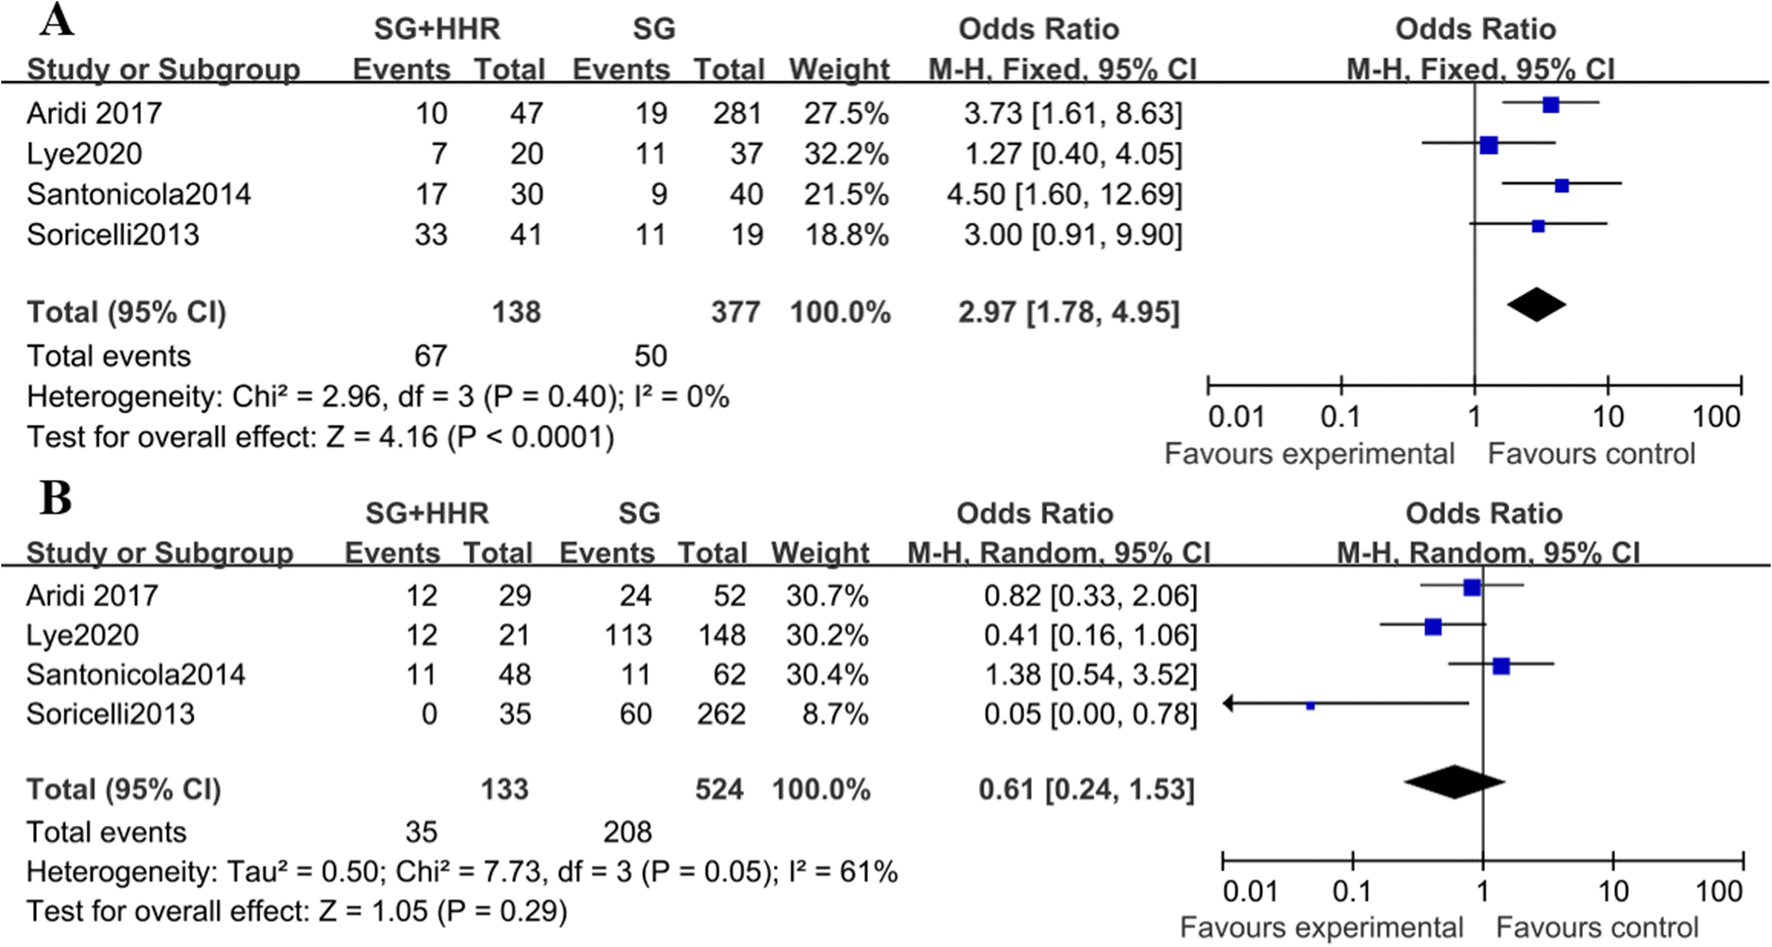 A
SG+HHR SG Odds Ratio Odds Ratio
Study or Subgroup Events Total Events Total Weight M-H, Fixed, 95% CI M-H, Fixed, 95% CI
Aridi 2017 10 47 19 281 27.5% 3.73 [1.61, 8.63]
Lye2020 7 20 11 37 32.2% 1.27 [0.40, 4.05]
Santonicola2014 17 30 9 40 21.5% 4.50 [1.60, 12.69]
Soricelli2013 33 41 11 19 18.8% 3.00 [0.91, 9.90]
Total (95% CI) 138 377 100.0% 2.97 [1.78, 4.95]
Total events 67 50
Heterogeneity: Chi² = 2.96, df = 3 (P = 0.40); I² = 0%
Test for overall effect: Z = 4.16 (P < 0.0001)
0.01 0.1 1 10 100
Favours experimental Favours control
B
SG+HHR SG Odds Ratio Odds Ratio
Study or Subgroup Events Total Events Total Weight M-H, Random, 95% CI M-H, Random, 95% CI
Aridi 2017 12 29 24 52 30.7% 0.82 [0.33, 2.06]
Lye2020 12 21 113 148 30.2% 0.41 [0.16, 1.06]
Santonicola2014 11 48 11 62 30.4% 1.38 [0.54, 3.52]
Soricelli2013 0 35 60 262 8.7% 0.05 [0.00, 0.78]
Total (95% CI) 133 524 100.0% 0.61 [0.24, 1.53]
Total events 35 208
Heterogeneity: Tau² = 0.50; Chi² = 7.73, df = 3 (P = 0.05); I² = 61%
Test for overall effect: Z = 1.05 (P = 0.29)
0.01 0.1 1 10 100
Favours experimental Favours control